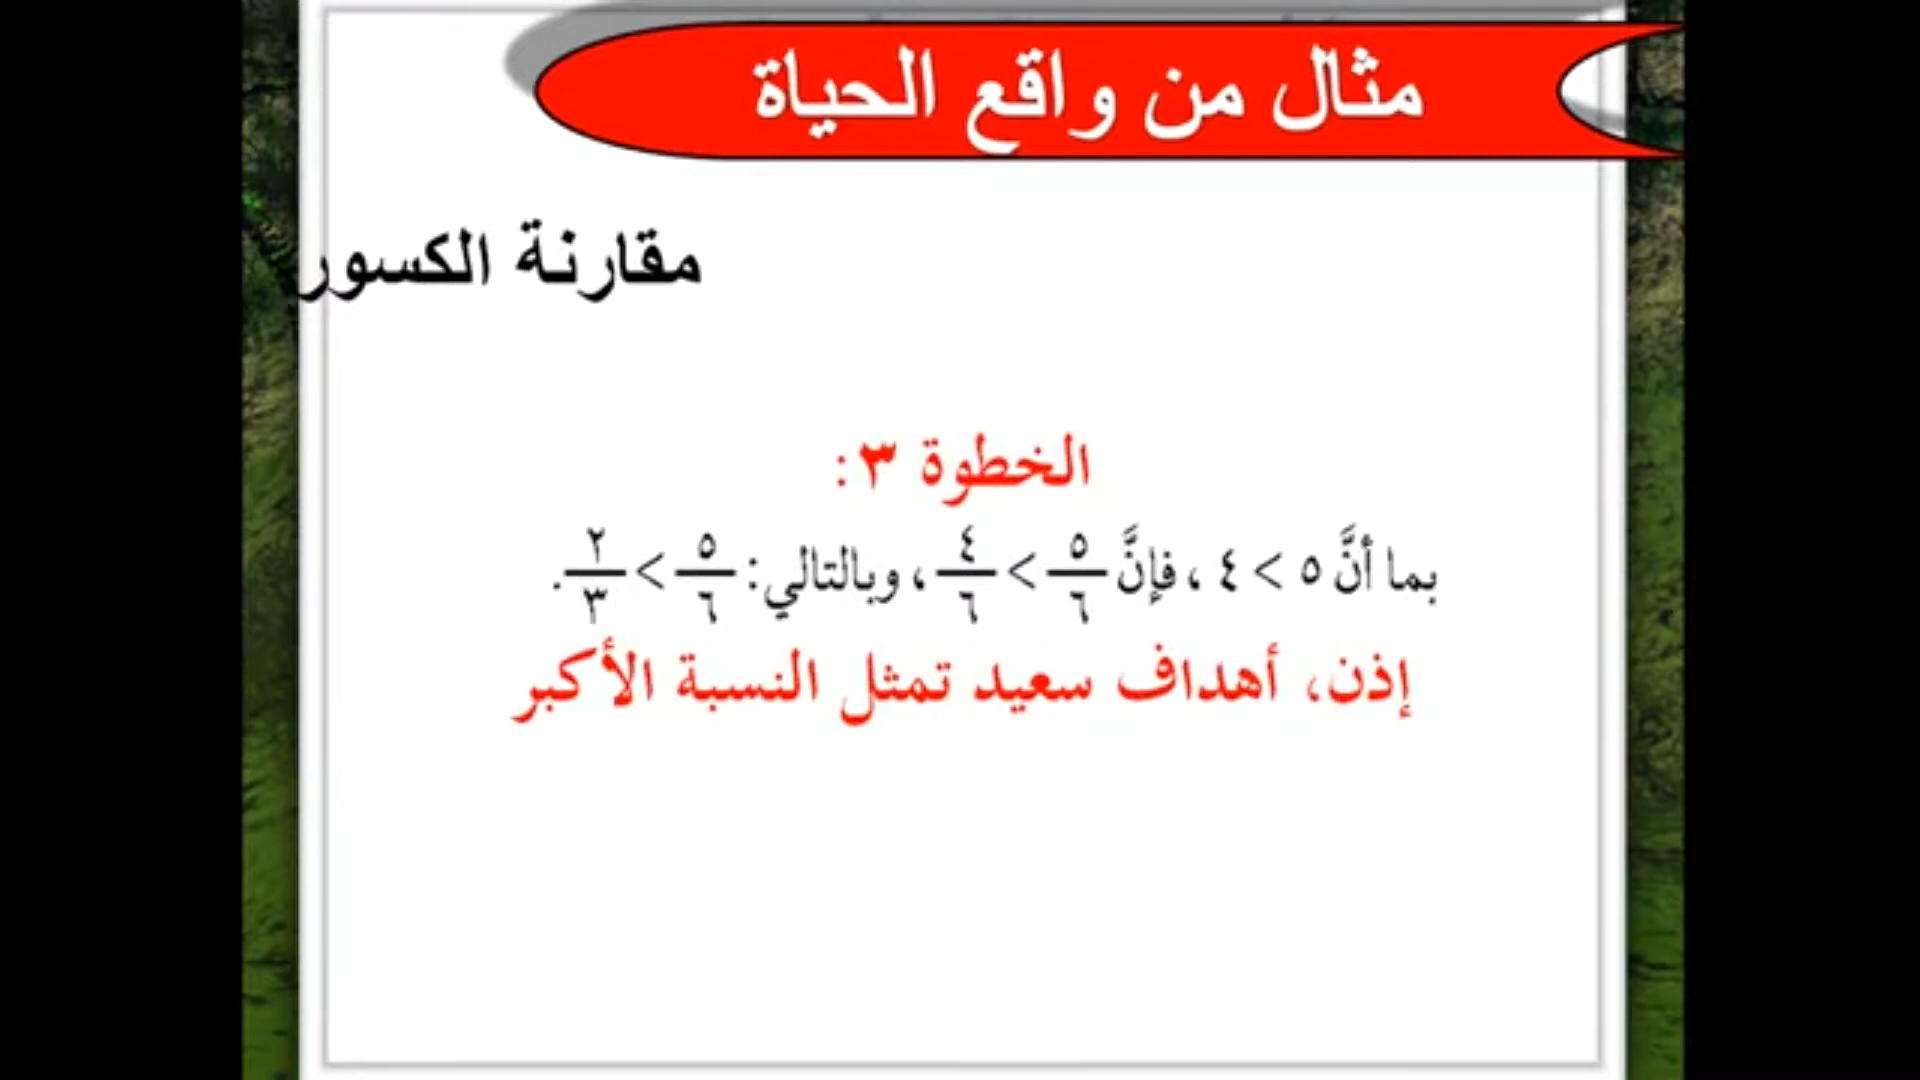 مثال من واقع الحياة
مقارنة الكسور
الخطوة ٣:
بما أنَّ ٥ > ٤ ، فإنَّ ٥/٦ > ٤/٦ ، وبالتالي: ٥/٦ > ٢/٣ .
إذن، أهداف سعيد تمثل النسبة الأكبر